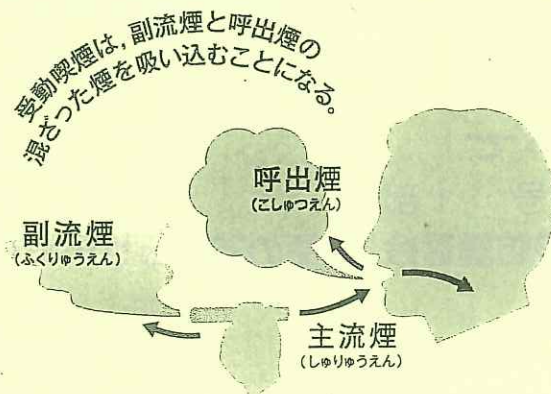 受動喫煙は，副流煙と呼出煙の
混ざった煙を吸い込むことになる。
呼出煙
(こしゅつえん)
副流煙
(ふくりゅうえん)
主流煙
(しゅりゅうえん)